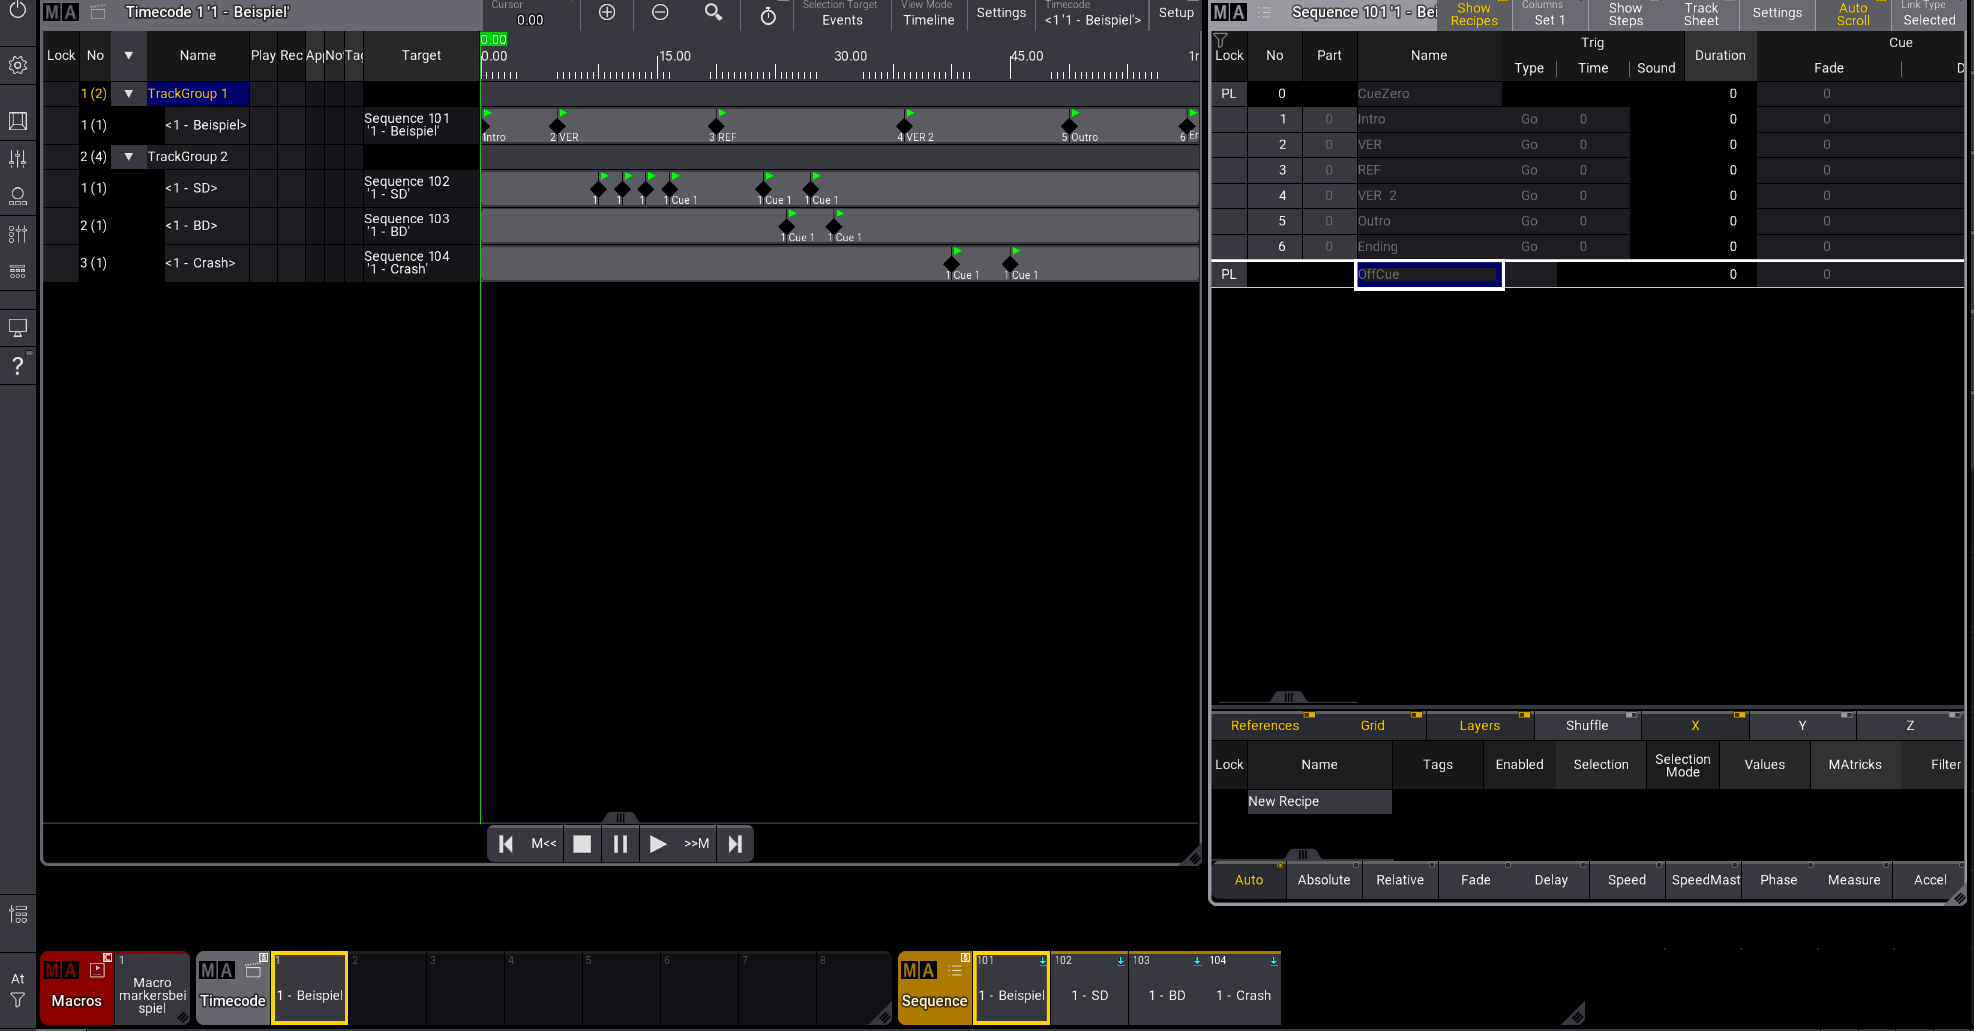 MA Timecode 1 '1 - Beispiel'
Cursor
0.00
Selection Target
Events
View Mode
Timeline
Settings
Timecode
<1 '1 - Beispiel'>
Setup
Lock No Name Play Rec Ap No Tag Target
0.00
0.00 15.00 30.00 45.00
1 (2) TrackGroup 1
1 (1) <1 - Beispiel> Sequence 101
'1 - Beispiel'
Intro 2 VER 3 REF 4 VER 2 5 Outro 6
2 (4) TrackGroup 2
1 (1) <1 - SD> Sequence 102
'1 - SD'
1 1 1 1 Cue 1 1 Cue 1 1 Cue 1
2 (1) <1 - BD> Sequence 103
'1 - BD'
1 Cue 1 1 Cue 1
3 (1) <1 - Crash> Sequence 104
'1 - Crash'
1 Cue 1 1 Cue 1
M<< >>M
MA Sequence 101 '1 - Bei
Show
Recipes
Columns
Set 1
Show
Steps
Track
Sheet
Settings
Auto
Scroll
Link Type
Selected
Lock No Part Name Trig Duration Cue
Type Time Sound Fade D
PL 0 CueZero 0 0
1 0 Intro Go 0 0 0
2 0 VER Go 0 0 0
3 0 REF Go 0 0 0
4 0 VER 2 Go 0 0 0
5 0 Outro Go 0 0 0
6 0 Ending Go 0 0 0
PL OffCue 0 0
References Grid Layers Shuffle X Y Z
Lock Name Tags Enabled Selection Selection
Mode Values MAtricks Filter
New Recipe
Auto Absolute Relative Fade Delay Speed SpeedMast Phase Measure Accel
?
At
MA
Macros
1
Macro
markersbei
spiel
MA
Timecode
1
1 - Beispiel
2 3 4 5 6 7 8
MA
Sequence
101
1 - Beispiel
102
1 - SD
103
1 - BD
104
1 - Crash